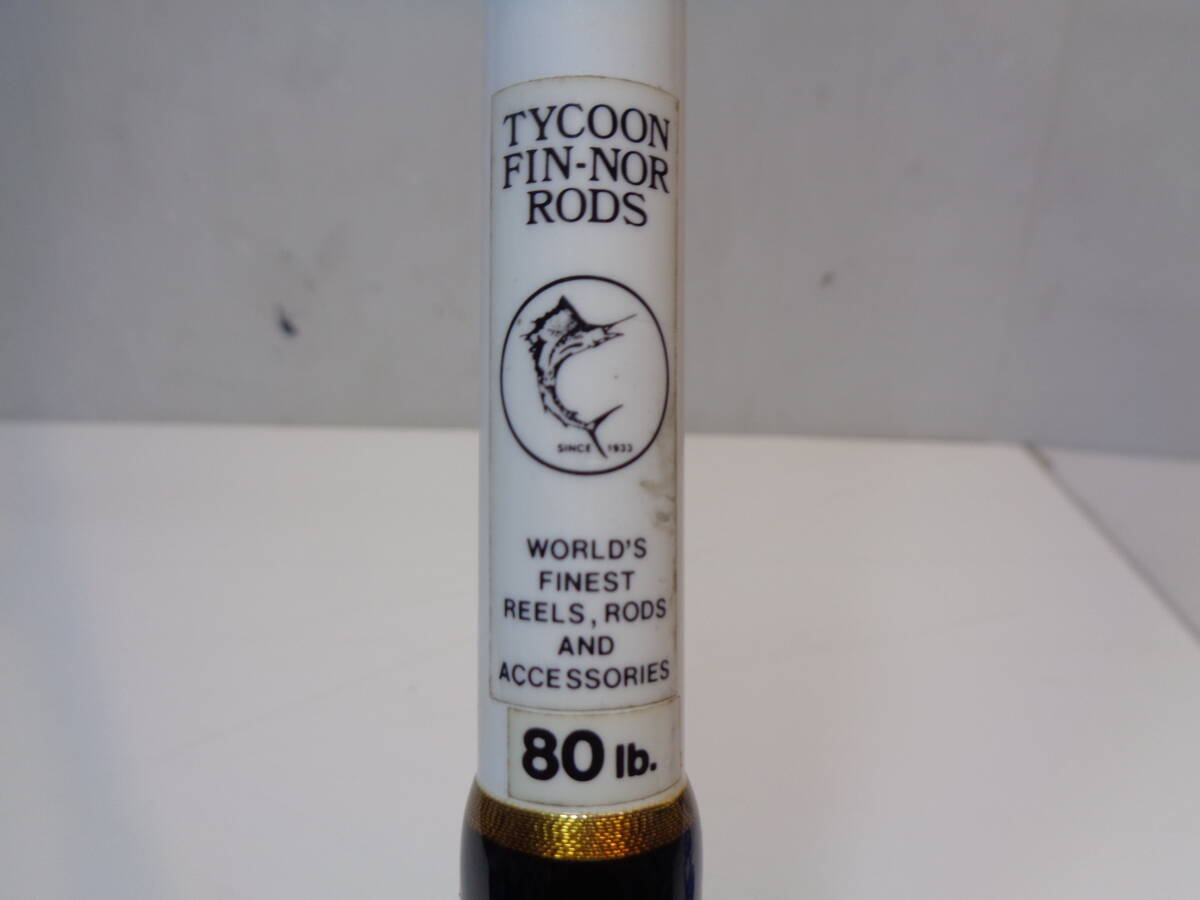 TYCOON
FIN-NOR
RODS
SINCE 1933
WORLD'S
FINEST
REELS, RODS
AND
ACCESSORIES
80 lb.